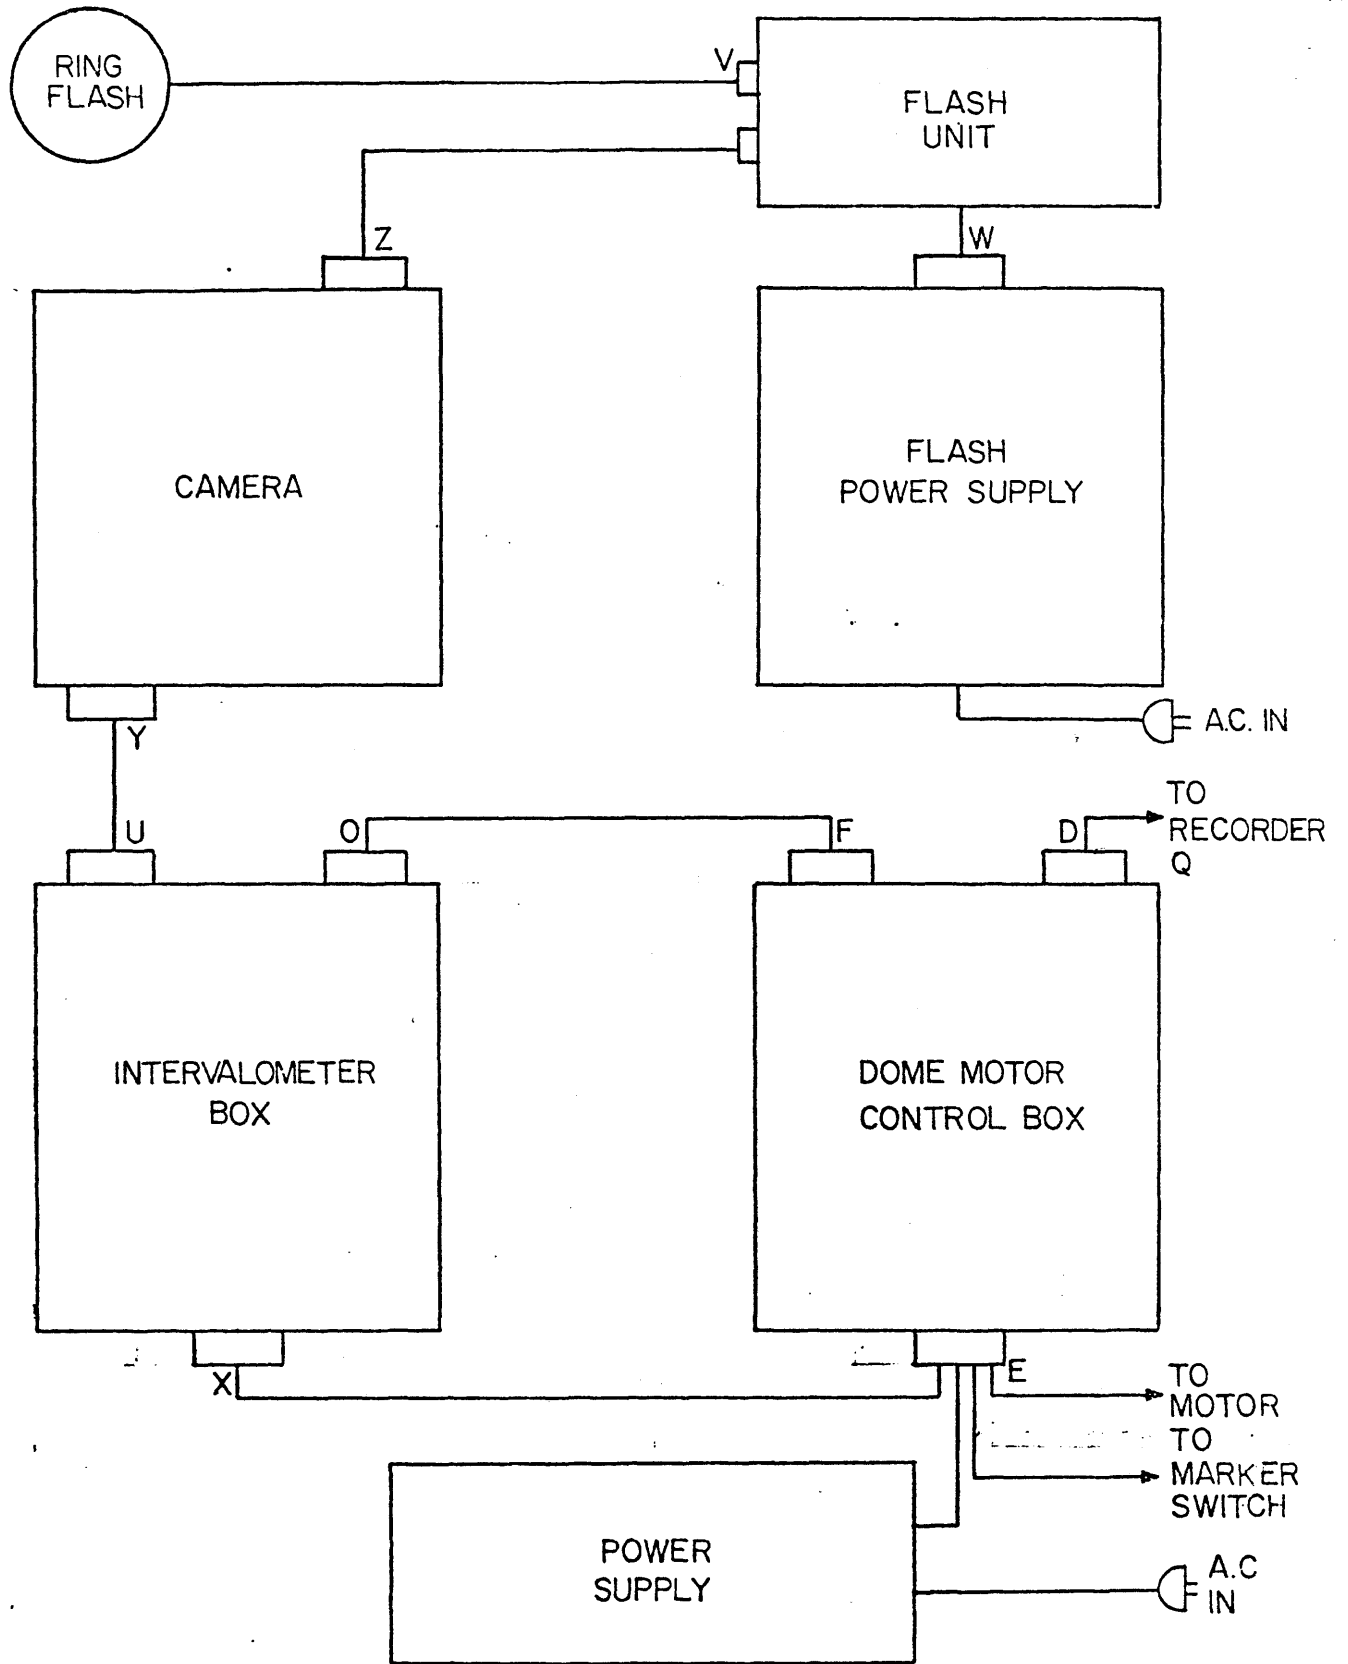 RING
FLASH
V
FLASH
UNIT
Z
W
CAMERA
FLASH
POWER SUPPLY
Y
A.C. IN
U
O
F
D
TO
RECORDER
Q
INTERVALOMETER
BOX
DOME MOTOR
CONTROL BOX
X
E
TO
MOTOR
TO
MARKER
SWITCH
POWER
SUPPLY
A.C
IN